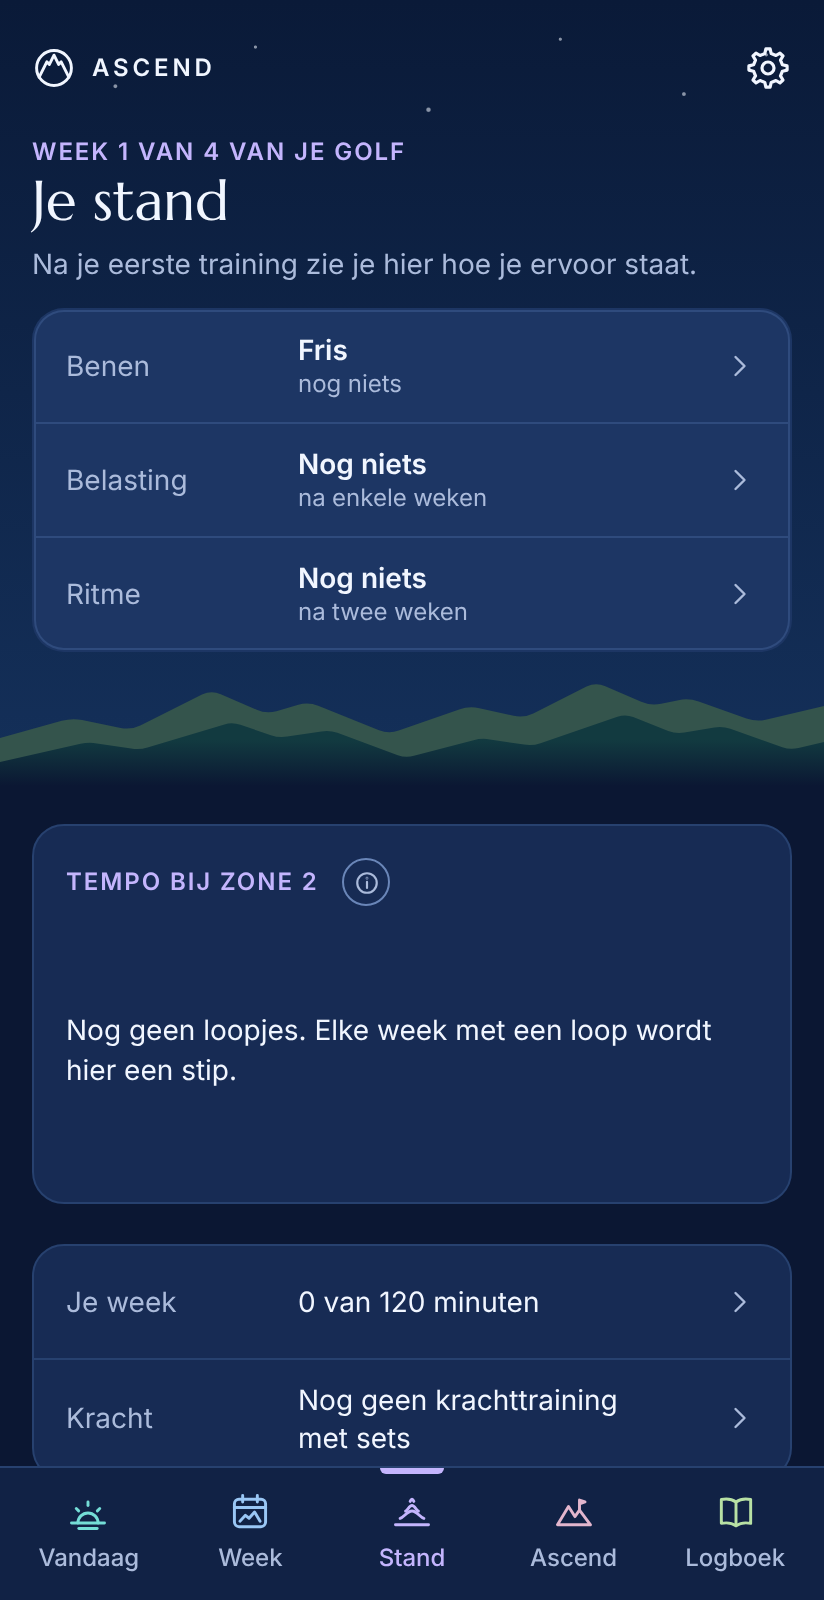 ASCEND
WEEK 1 VAN 4 VAN JE GOLF
Je stand
Na je eerste training zie je hier hoe je ervoor staat.
Benen
Fris
nog niets
Belasting
Nog niets
na enkele weken
Ritme
Nog niets
na twee weken
TEMPO BIJ ZONE 2
Nog geen loopjes. Elke week met een loop wordt
hier een stip.
Je week
0 van 120 minuten
Kracht
Nog geen krachttraining
met sets
Vandaag
Week
Stand
Ascend
Logboek